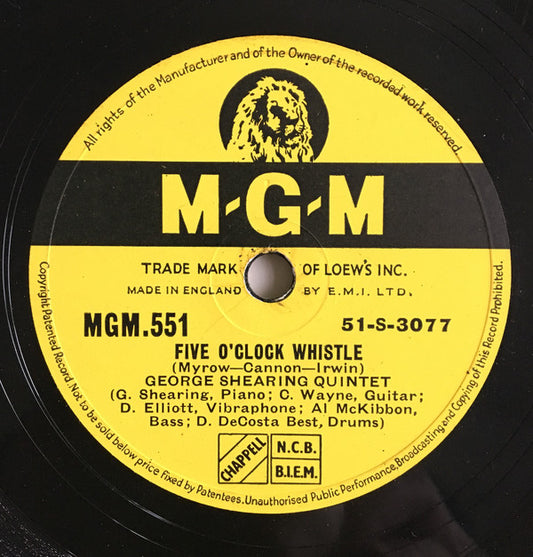 All rights of the Manufacturer and of the Owner of the recorded work reserved.
M-G-M
TRADE MARK OF LOEW'S INC.
MADE IN ENGLAND BY E.M.I. LTD.
MGM.551 51-S-3077
FIVE O'CLOCK WHISTLE
(Myrow—Cannon—Irwin)
GEORGE SHEARING QUINTET
(G. Shearing, Piano; C. Wayne, Guitar;
D. Elliott, Vibraphone; Al McKibbon,
Bass; D. DeCosta Best, Drums)
CHAPPELL
N.C.B.
B.I.E.M.
Copyright Patented Record. Not to be sold below price fixed by Patentees. Unauthorised Public Performance, Broadcasting and Copying of this Record Prohibited.